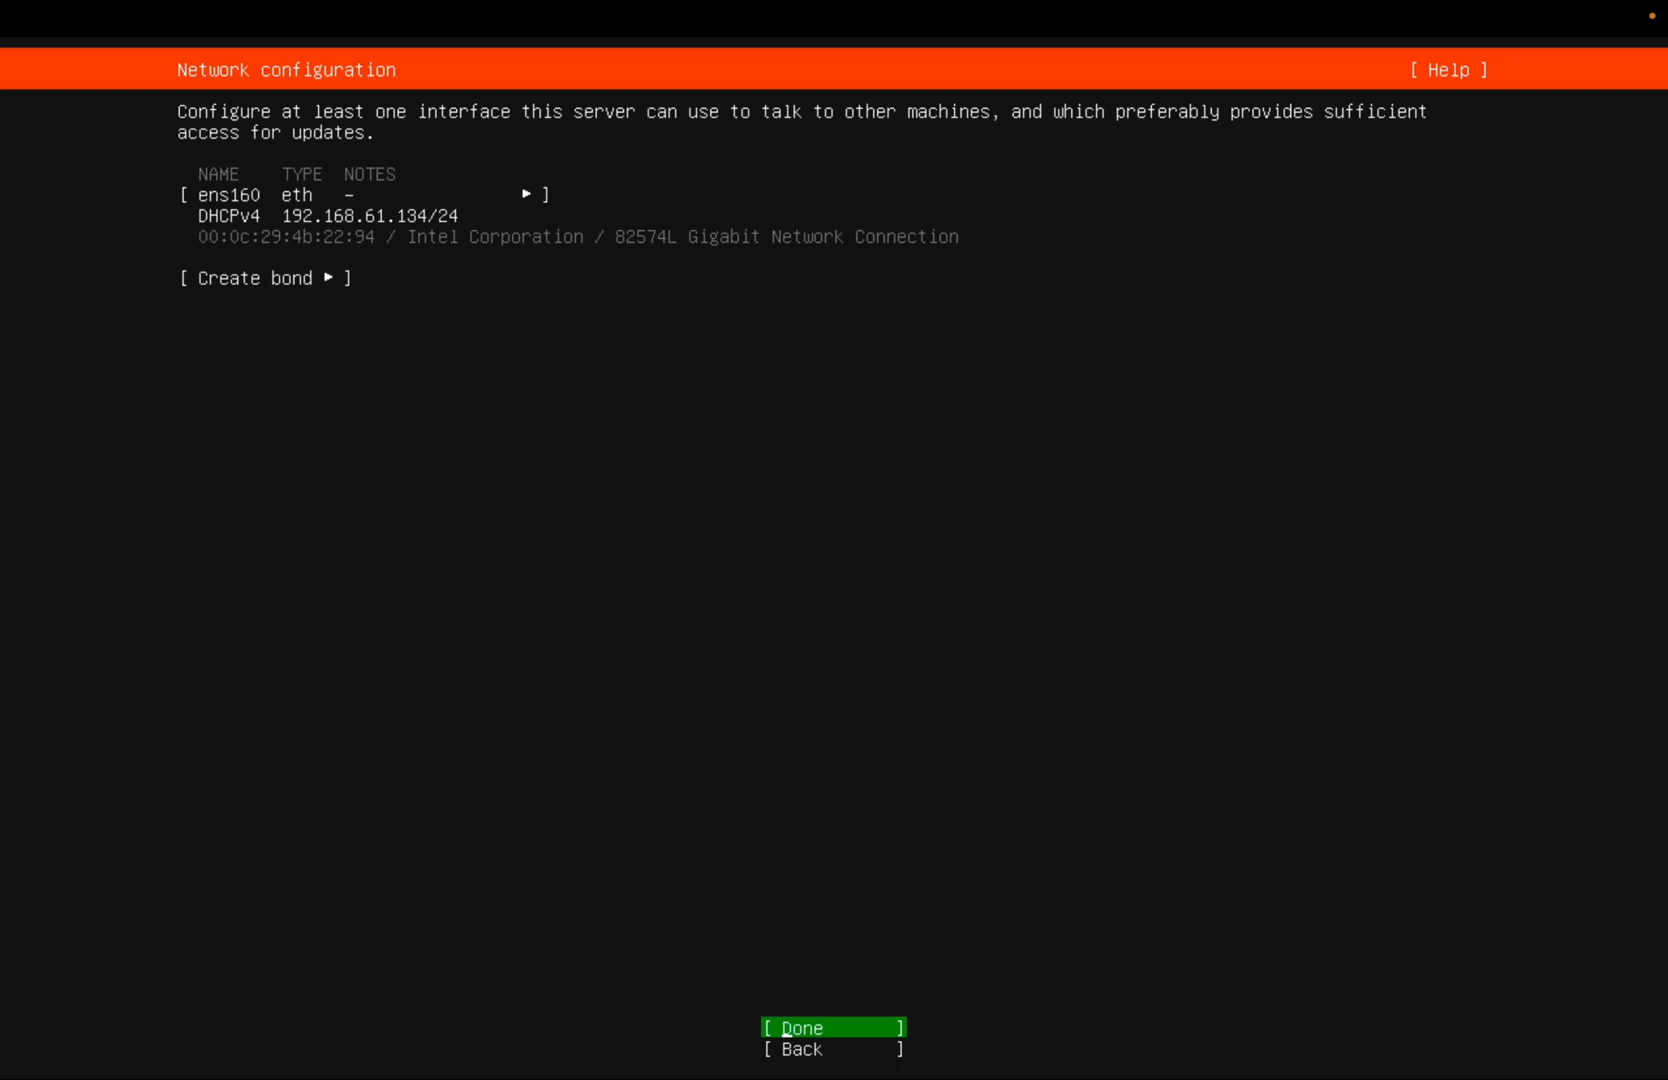 Network configuration [ Help ]
Configure at least one interface this server can use to talk to other machines, and which preferably provides sufficient
access for updates.
NAME TYPE NOTES
[ ens160 eth - ▸ ]
DHCPv4 192.168.61.134/24
00:0c:29:4b:22:94 / Intel Corporation / 82574L Gigabit Network Connection
[ Create bond ▸ ]
[ Done ]
[ Back ]